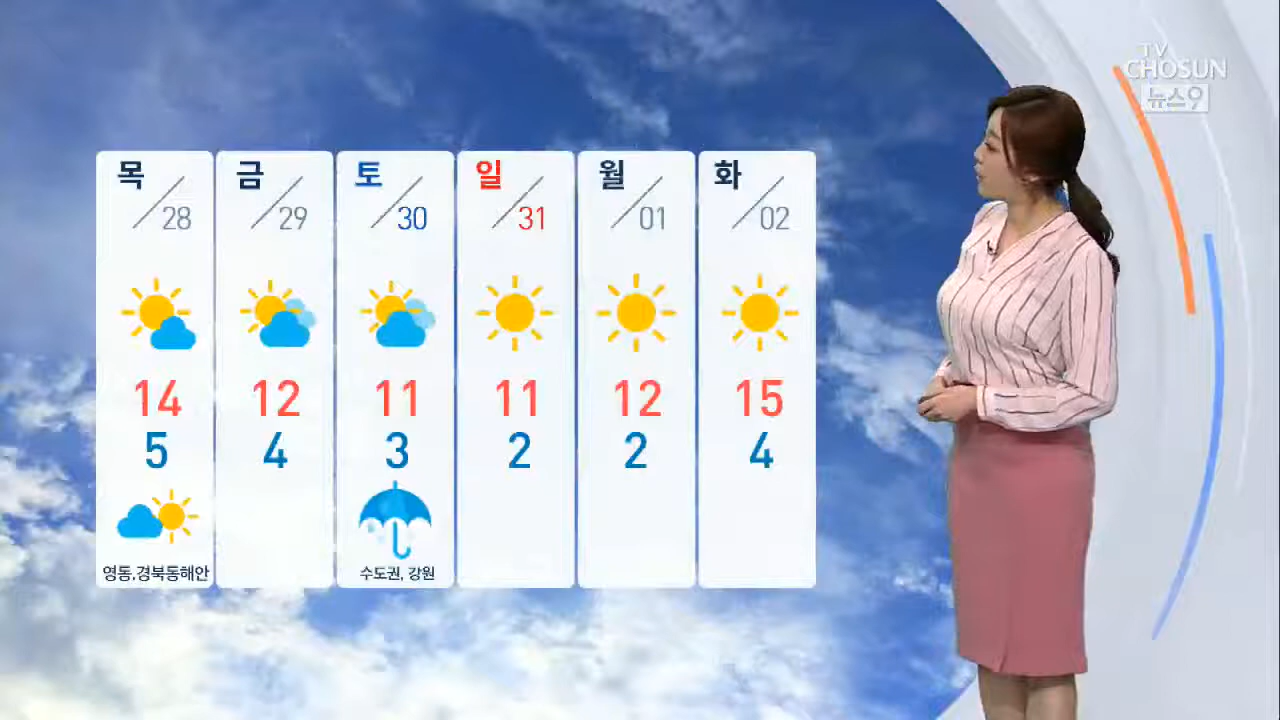 TV
CHOSUN
뉴스9
목 금 토 일 월 화
28 29 30 31 01 02
14 12 11 11 12 15
5 4 3 2 2 4
영동.경북동해안 수도권, 강원